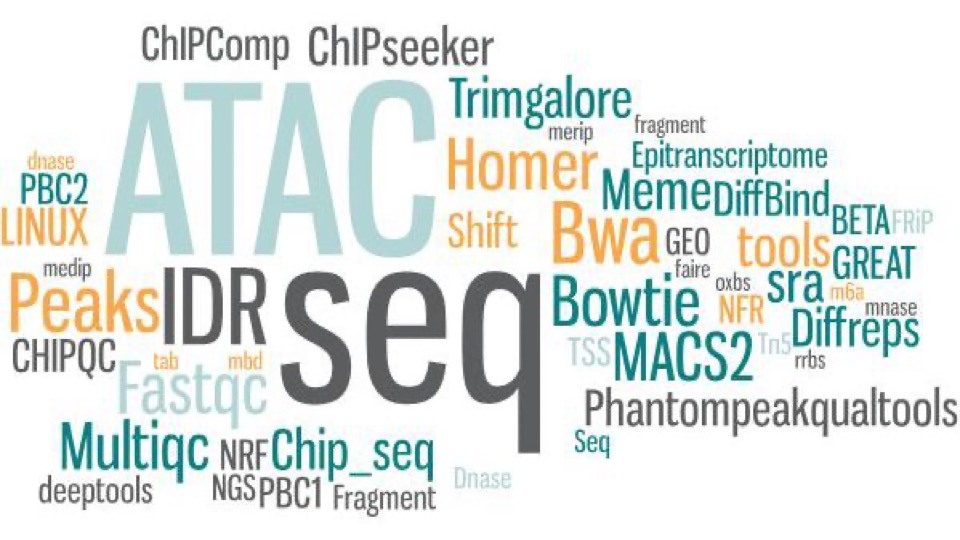 ChIPComp ChIPseeker
ATAC
Trimgalore
merip fragment
Homer Epitranscriptome
dnase
PBC2 Meme DiffBind
LINUX Shift Bwa GEO tools BETA FRiP
medip faire oxbs sra GREAT
Peaks IDR seq Bowtie NFR m6a mnase
CHIPQC tab mbd TSS MACS2 Tn5 Diffreps
rrbs
Fastqc Phantompeakqualtools
Multiqc NRF Chip_seq Seq
deeptools NGS PBC1 Fragment Dnase